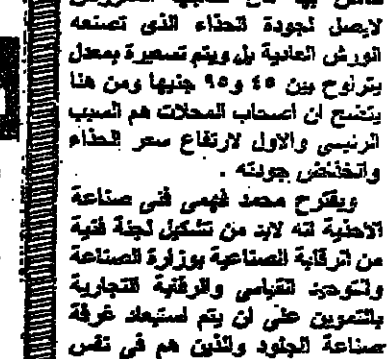 لايصل لجودة الحذاء الذى تصنعه
الورش العادية بل ويتم تسعيرة بمعدل
يتراوح بين ٤٥ و٩٥ جنيها ومن هنا
يتضح ان اصحاب المحلات هم السبب
الرئيسى والاول لارتفاع سعر الحذاء
وانخفض جودته .
ويقترح محمد فهمى فنى صناعة
الاحذية انه لابد من تشكيل لجنة فنية
من الرقابة الصناعية بوزارة الصناعة
والتوحيد القياسى والرقابة التجارية
بالتموين على ان يتم استبعاد غرفة
صناعة الجلود والذين هم فى نفس